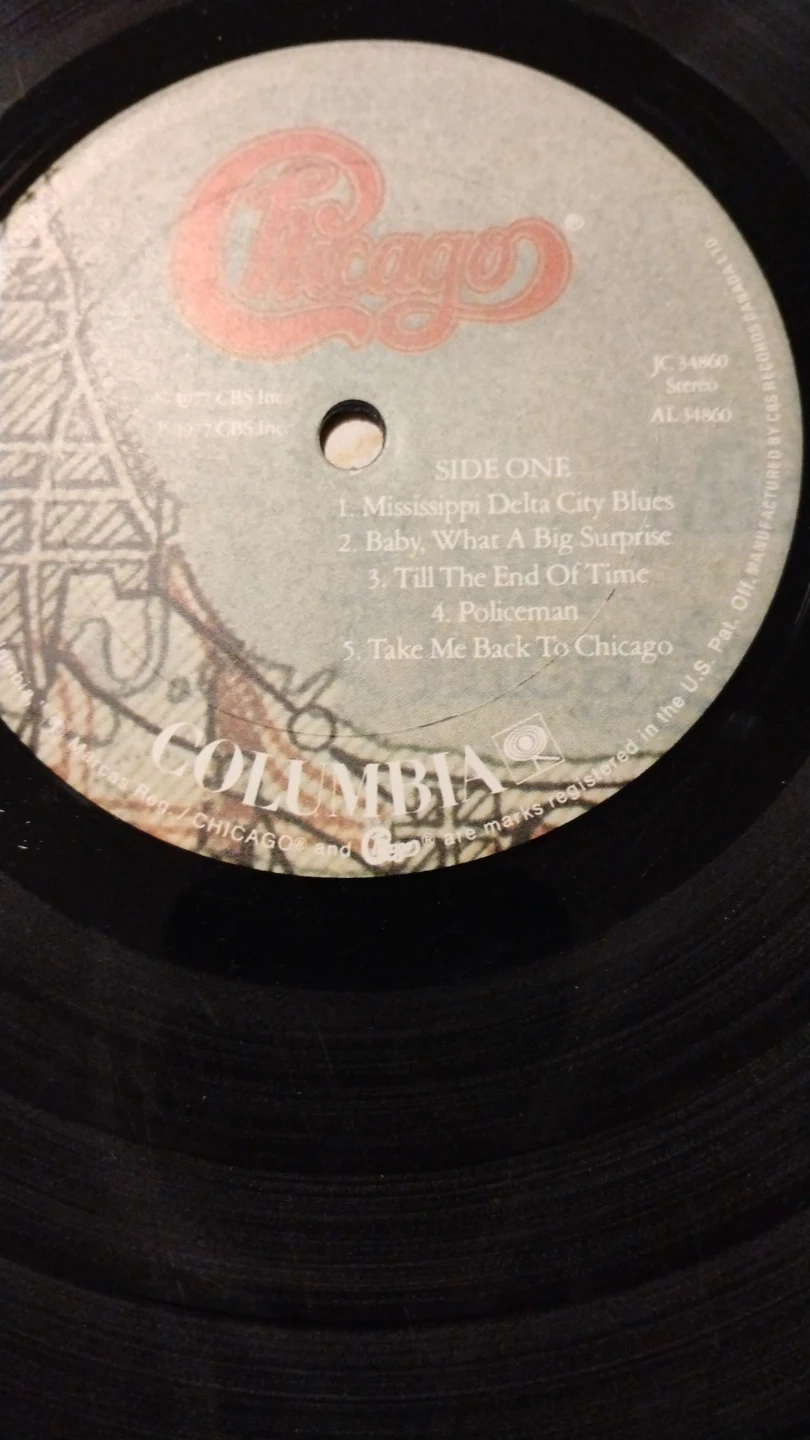 Chicago®
© 1977 CBS Inc.
℗ 1977 CBS Inc.
JC 34860
Stereo
AL 34860
SIDE ONE
1. Mississippi Delta City Blues
2. Baby, What A Big Surprise
3. Till The End Of Time
4. Policeman
5. Take Me Back To Chicago
COLUMBIA
Marcas Reg. / CHICAGO® and Chicago® are marks registered in the U.S. Pat. Off. MANUFACTURED BY CBS RECORDS CANADA LTD